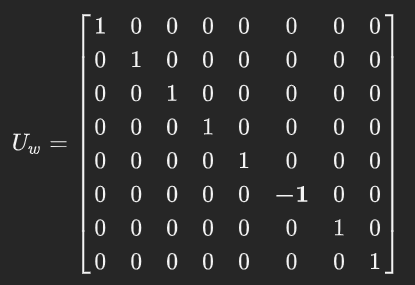 1 0 0 0 0 0 0 0
0 1 0 0 0 0 0 0
0 0 1 0 0 0 0 0
0 0 0 1 0 0 0 0
U_w = 0 0 0 0 1 0 0 0
0 0 0 0 0 −1 0 0
0 0 0 0 0 0 1 0
0 0 0 0 0 0 0 1